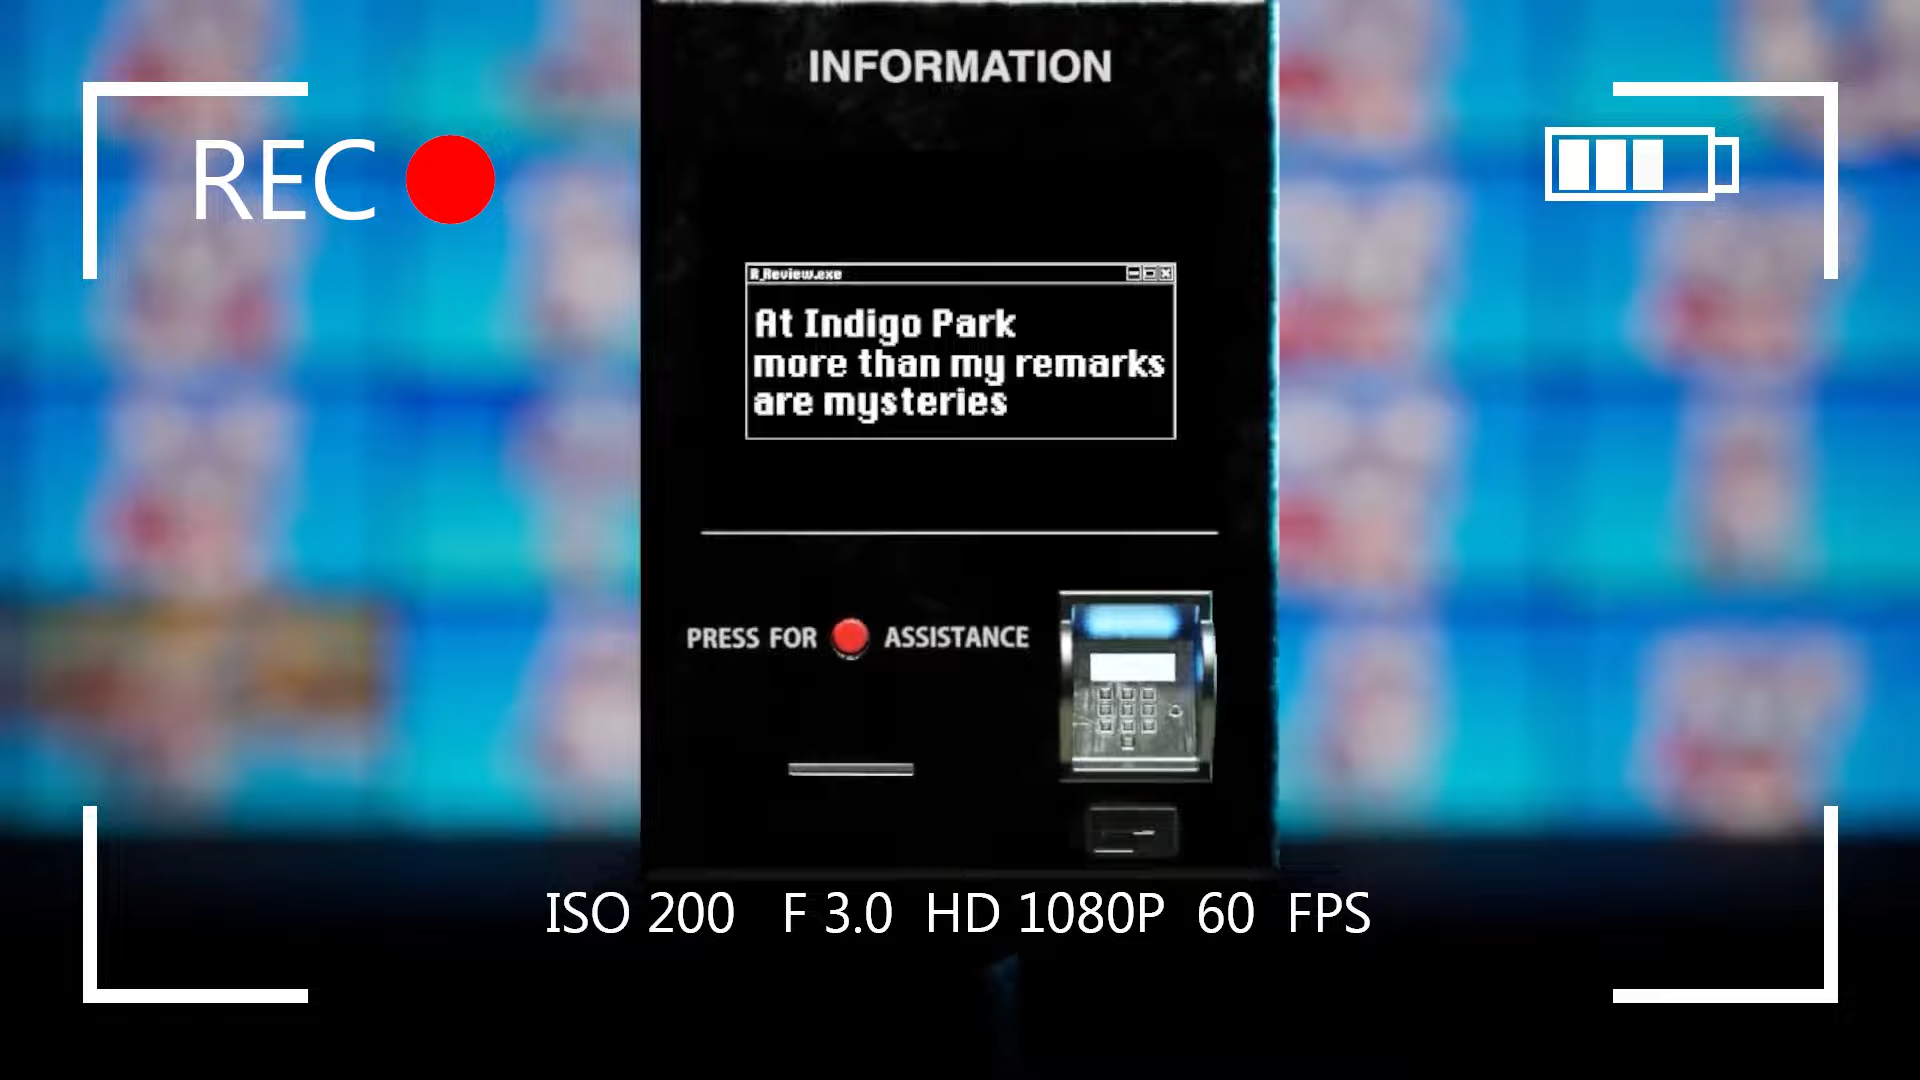 INFORMATION
REC
R_Review.exe
At Indigo Park
more than my remarks
are mysteries
PRESS FOR ASSISTANCE
ISO 200 F 3.0 HD 1080P 60 FPS